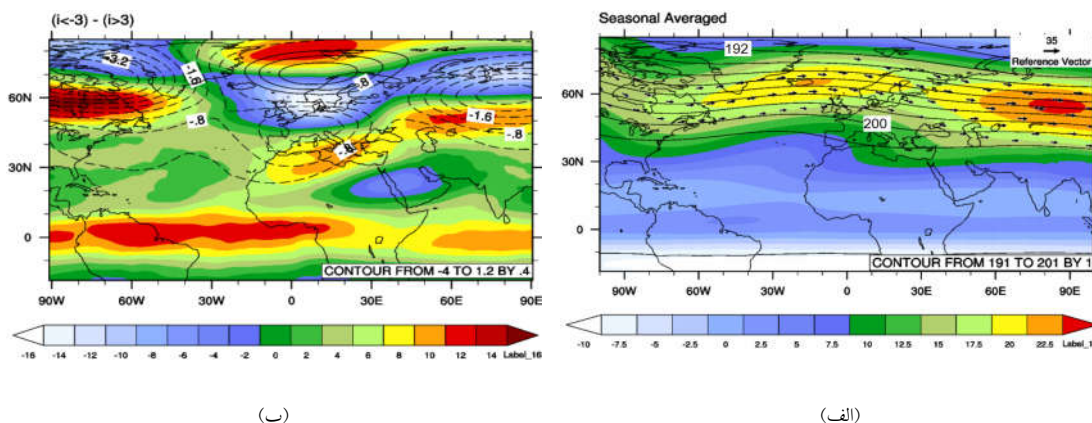 (i<-3) - (i>3)
-3.2
-1.6
-.8
-.8
-1.6
-.8
-.8
60N
30N
0
CONTOUR FROM -4 TO 1.2 BY .4
90W 60W 30W 0 30E 60E 90E
-16 -14 -12 -10 -8 -6 -4 -2 0 2 4 6 8 10 12 14 Label_16
(ب)
Seasonal Averaged
192
35
Reference Vector
200
60N
30N
0
CONTOUR FROM 191 TO 201 BY 1
90W 60W 30W 0 30E 60E 90E
-10 -7.5 -5 -2.5 0 2.5 5 7.5 10 12.5 15 17.5 20 22.5 Label_1
(الف)